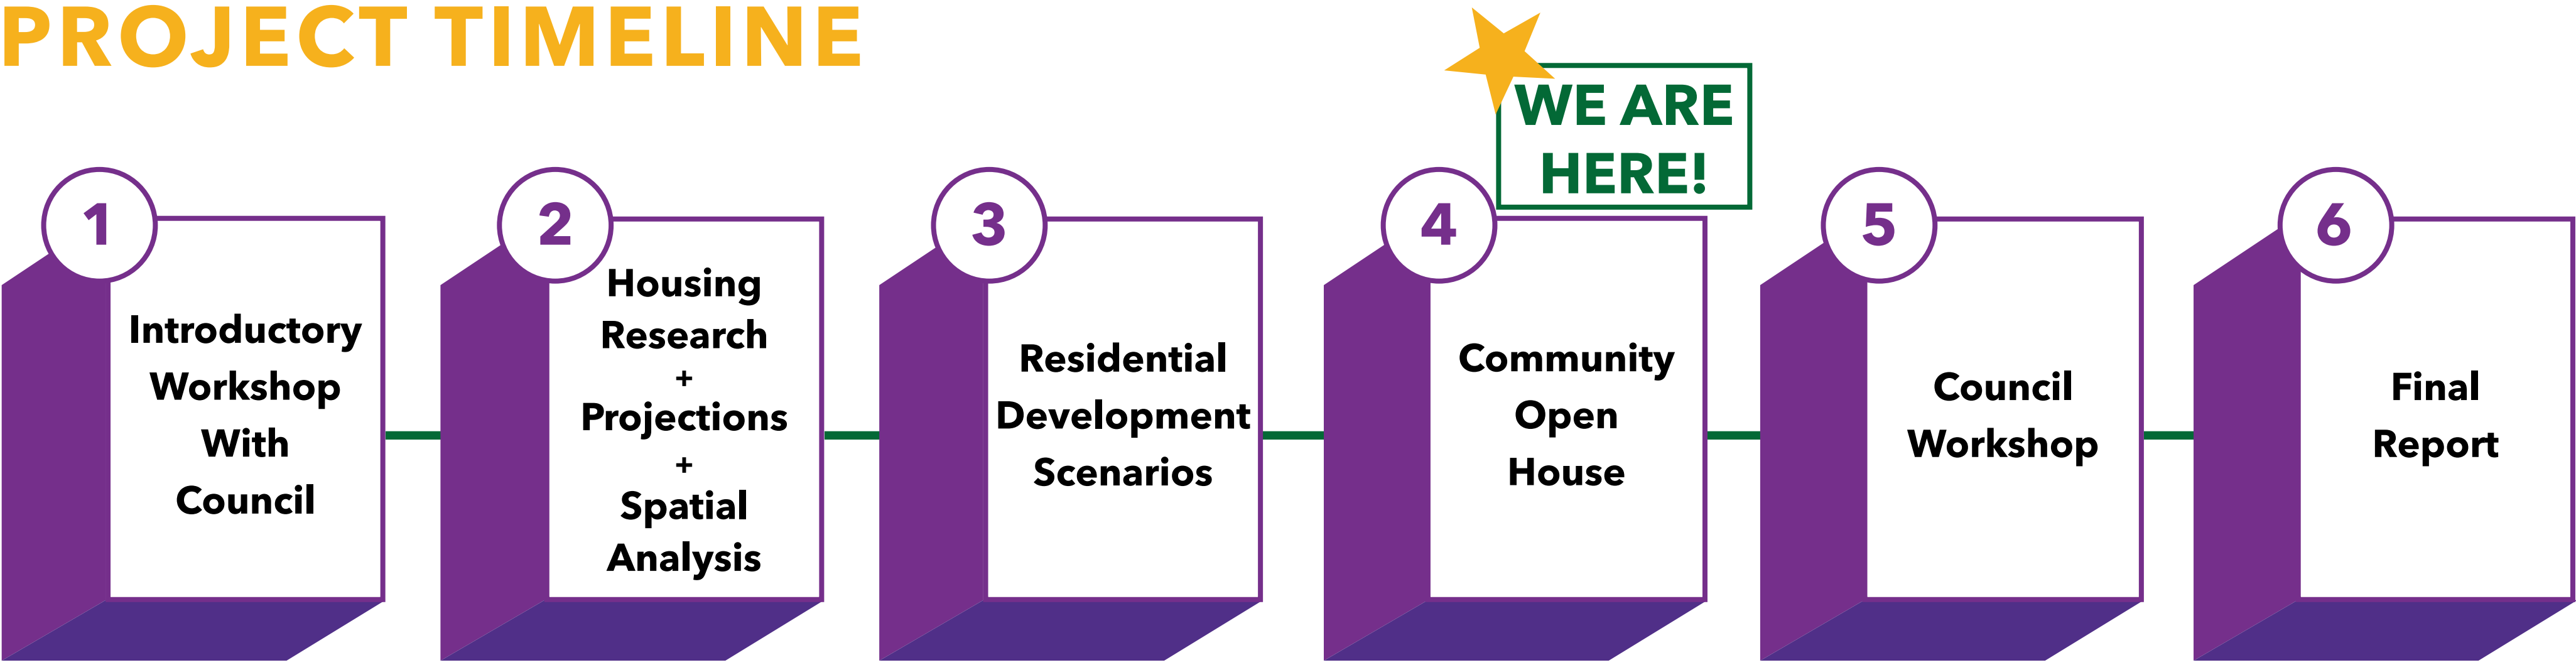 PROJECT TIMELINE
WE ARE
HERE!
1
Introductory
Workshop
With
Council
2
Housing
Research
+
Projections
+
Spatial
Analysis
3
Residential
Development
Scenarios
4
Community
Open
House
5
Council
Workshop
6
Final
Report